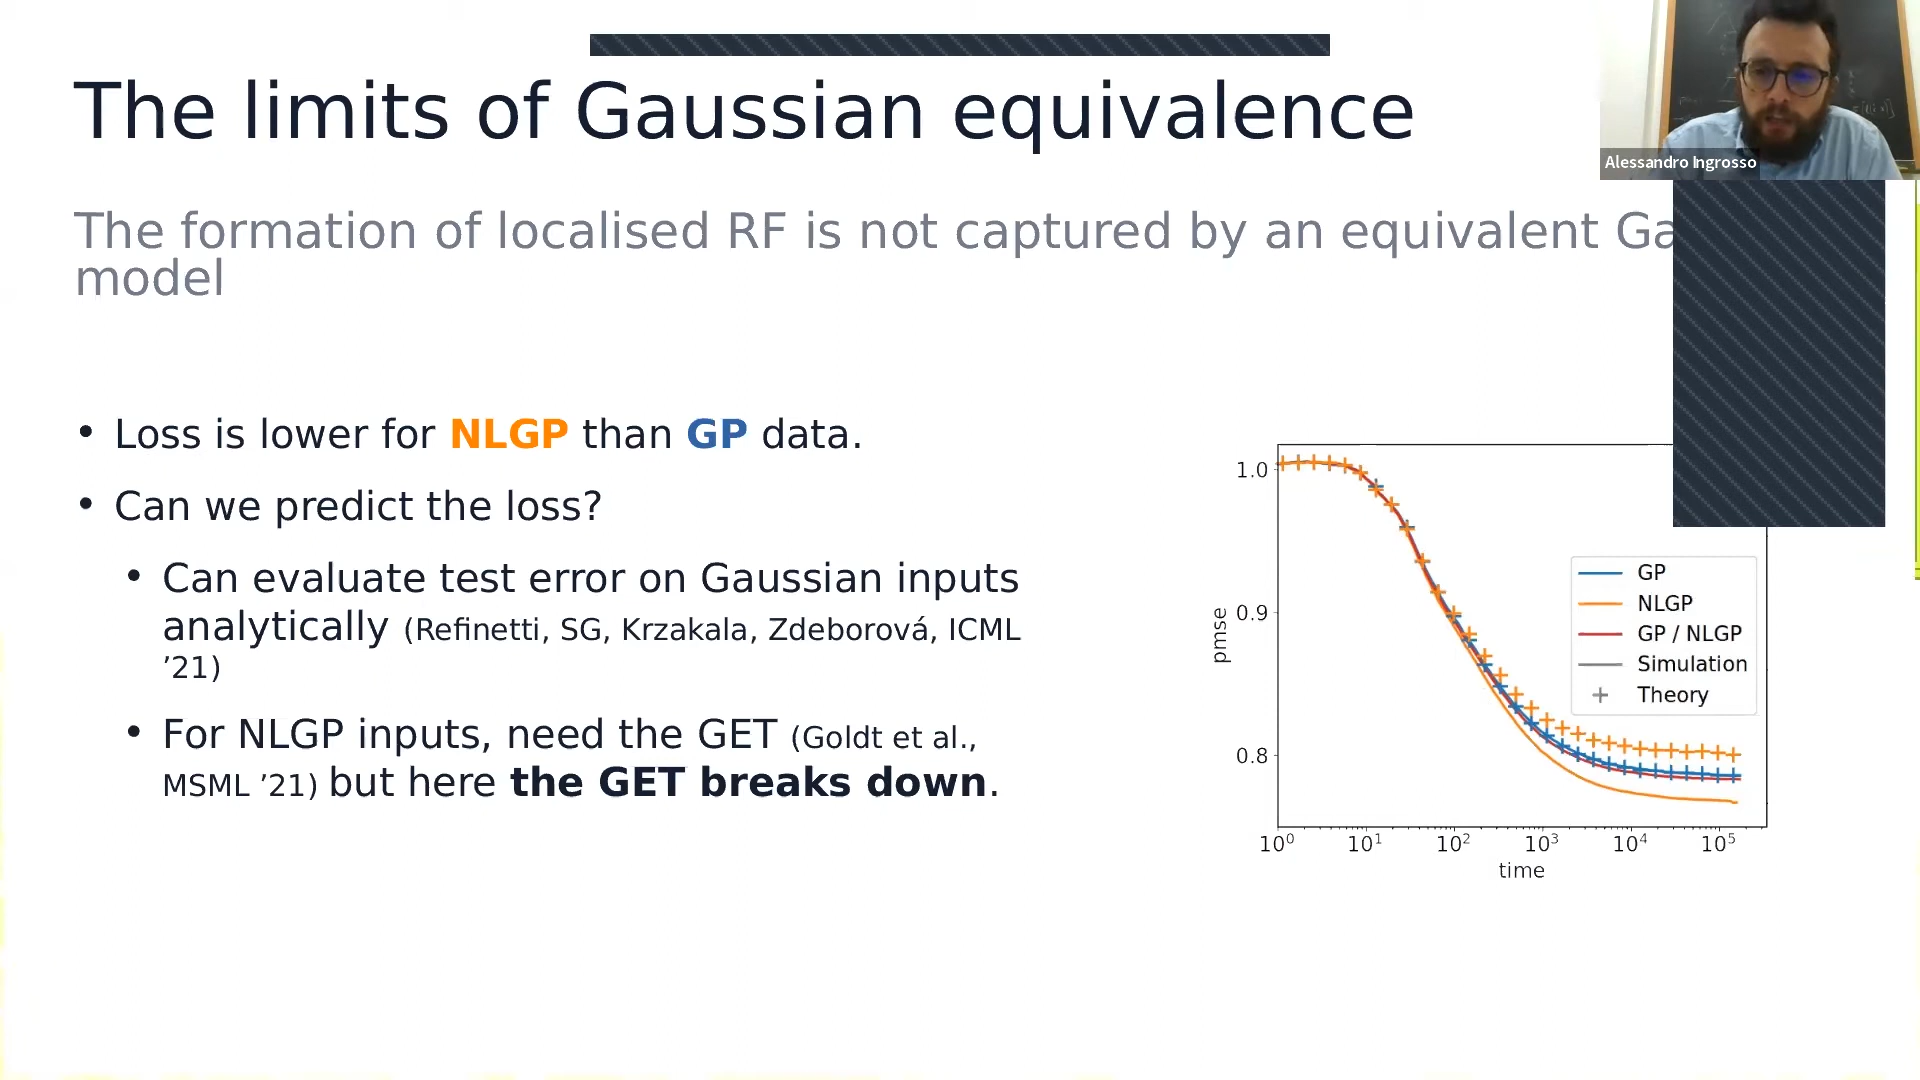 The limits of Gaussian equivalence
Alessandro Ingrosso
The formation of localised RF is not captured by an equivalent
model
• Loss is lower for NLGP than GP data.
• Can we predict the loss?
• Can evaluate test error on Gaussian inputs
analytically (Refinetti, SG, Krzakala, Zdeborová, ICML
’21)
• For NLGP inputs, need the GET (Goldt et al.,
MSML ’21) but here the GET breaks down.
1.0
0.9
0.8
pmse
GP
NLGP
GP / NLGP
Simulation
Theory
10⁰ 10¹ 10² 10³ 10⁴ 10⁵
time